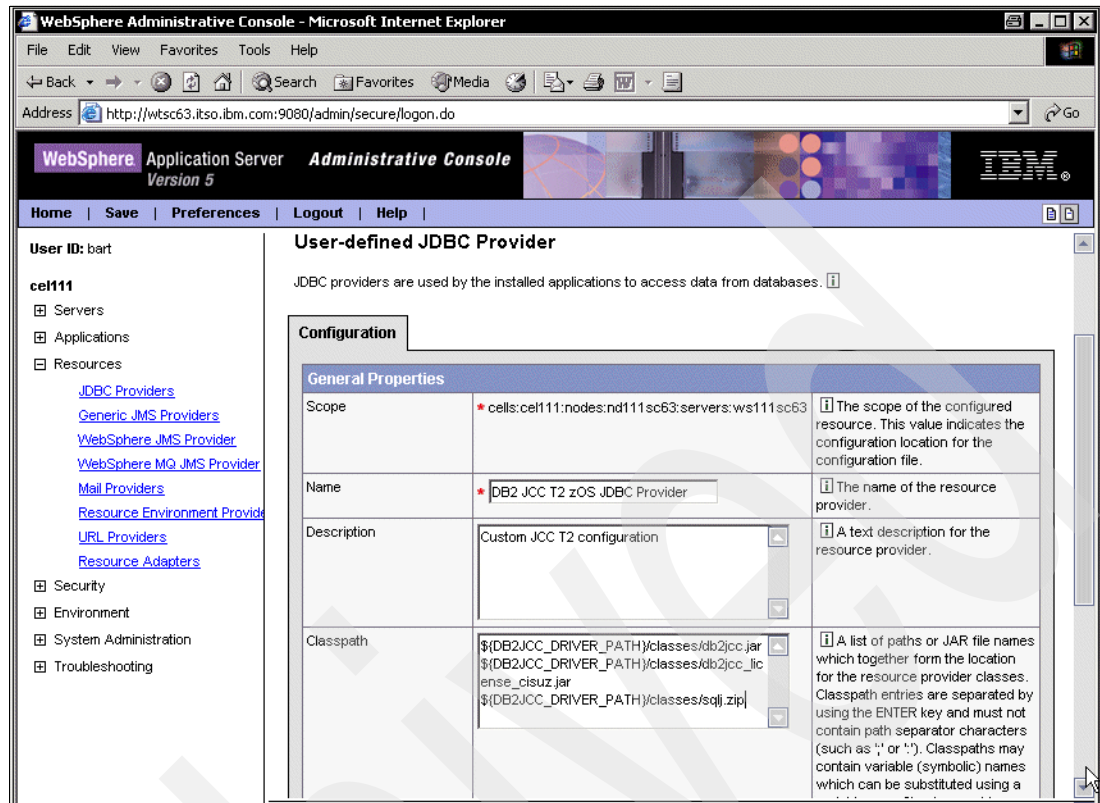 WebSphere Administrative Console - Microsoft Internet Explorer
File Edit View Favorites Tools Help
Back Search Favorites Media
Address http://wtsc63.itso.ibm.com:9080/admin/secure/logon.do Go
WebSphere Application Server Administrative Console
Version 5
IBM®
Home | Save | Preferences | Logout | Help |
User ID: bart
cel111
Servers
Applications
Resources
JDBC Providers
Generic JMS Providers
WebSphere JMS Provider
WebSphere MQ JMS Provider
Mail Providers
Resource Environment Provide
URL Providers
Resource Adapters
Security
Environment
System Administration
Troubleshooting
User-defined JDBC Provider
JDBC providers are used by the installed applications to access data from databases. i
Configuration
General Properties
Scope
* cells:cel111:nodes:nd111sc63:servers:ws111sc63
i The scope of the configured
resource. This value indicates the
configuration location for the
configuration file.
Name
* DB2 JCC T2 zOS JDBC Provider
i The name of the resource
provider.
Description
Custom JCC T2 configuration
i A text description for the
resource provider.
Classpath
${DB2JCC_DRIVER_PATH}/classes/db2jcc.jar
${DB2JCC_DRIVER_PATH}/classes/db2jcc_lic
ense_cisuz.jar
${DB2JCC_DRIVER_PATH}/classes/sqlj.zip
i A list of paths or JAR file names
which together form the location
for the resource provider classes.
Classpath entries are separated by
using the ENTER key and must not
contain path separator characters
(such as ';' or ':'). Classpaths may
contain variable (symbolic) names
which can be substituted using a